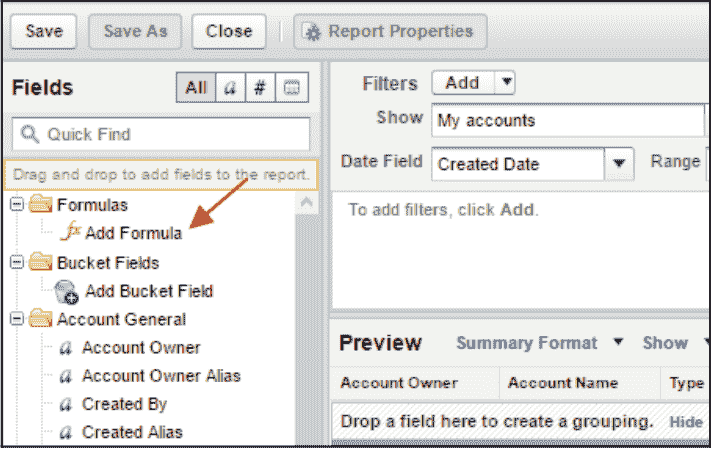 Save Save As Close Report Properties
Fields All a #
Quick Find
Drag and drop to add fields to the report.
Formulas
fx Add Formula
Bucket Fields
Add Bucket Field
Account General
a Account Owner
a Account Owner Alias
a Created By
a Created Alias
Filters Add
Show My accounts
Date Field Created Date Range
To add filters, click Add.
Preview Summary Format Show
Account Owner Account Name Type
Drop a field here to create a grouping. Hide